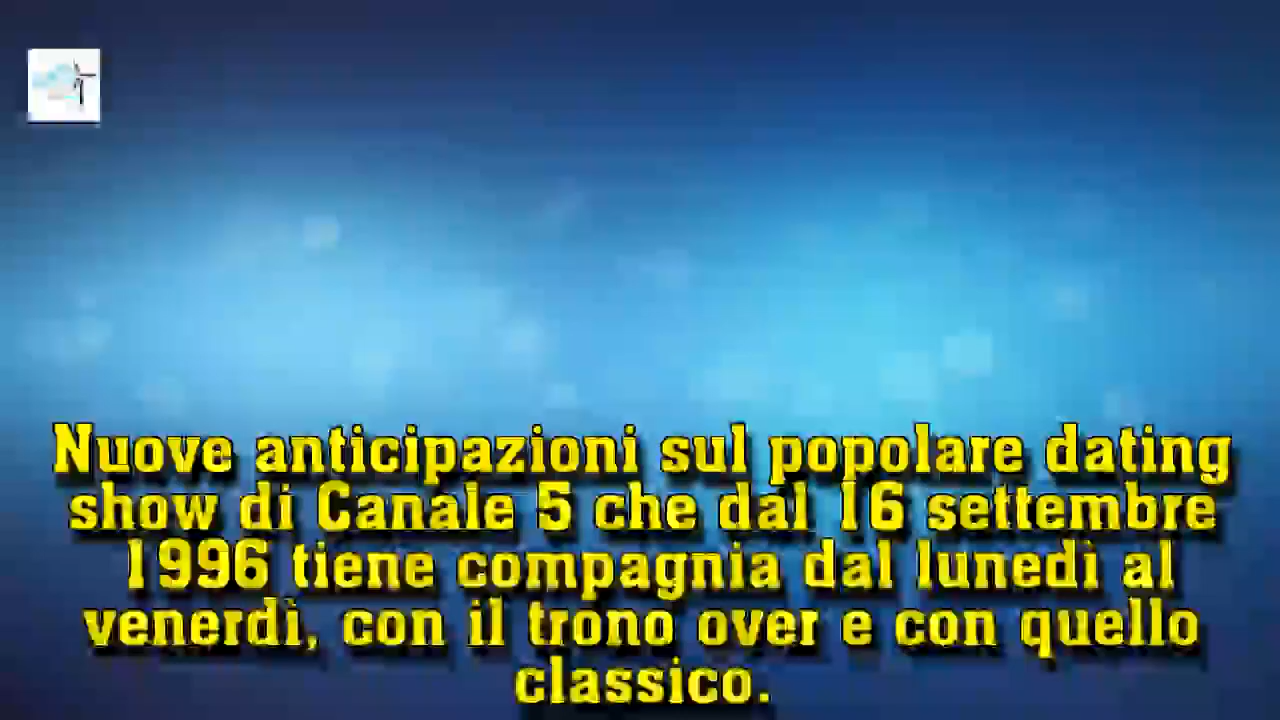 Nuove anticipazioni sul popolare dating
show di Canale 5 che dal 16 settembre
1996 tiene compagnia dal lunedì al
venerdì, con il trono over e con quello
classico.